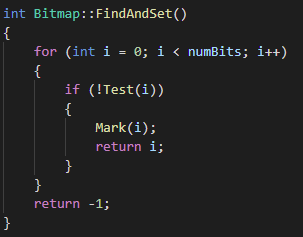 int Bitmap::FindAndSet()
{
    for (int i = 0; i < numBits; i++)
    {
        if (!Test(i))
        {
            Mark(i);
            return i;
        }
    }
    return -1;
}